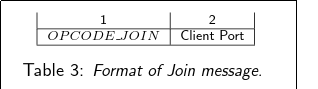 1 2
OPCODE_JOIN Client Port
Table 3: Format of Join message.